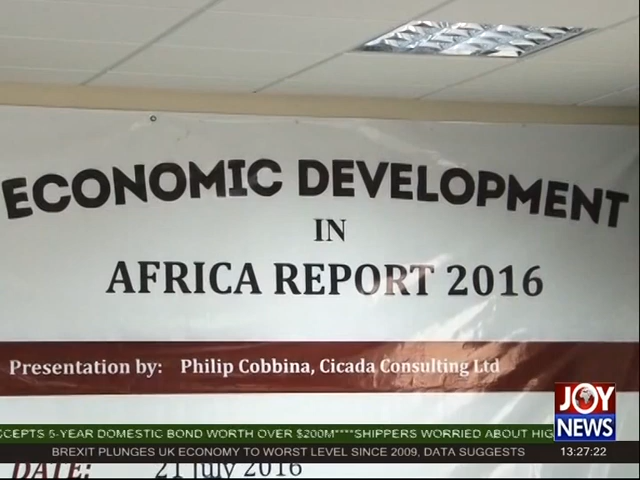 ECONOMIC DEVELOPMENT
IN
AFRICA REPORT 2016
Presentation by: Philip Cobbina, Cicada Consulting Ltd
JOY
NEWS
CCEPTS 5-YEAR DOMESTIC BOND WORTH OVER $200M****SHIPPERS WORRIED ABOUT HIG
BREXIT PLUNGES UK ECONOMY TO WORST LEVEL SINCE 2009, DATA SUGGESTS
13:27:22
DATE: 21 July 2016